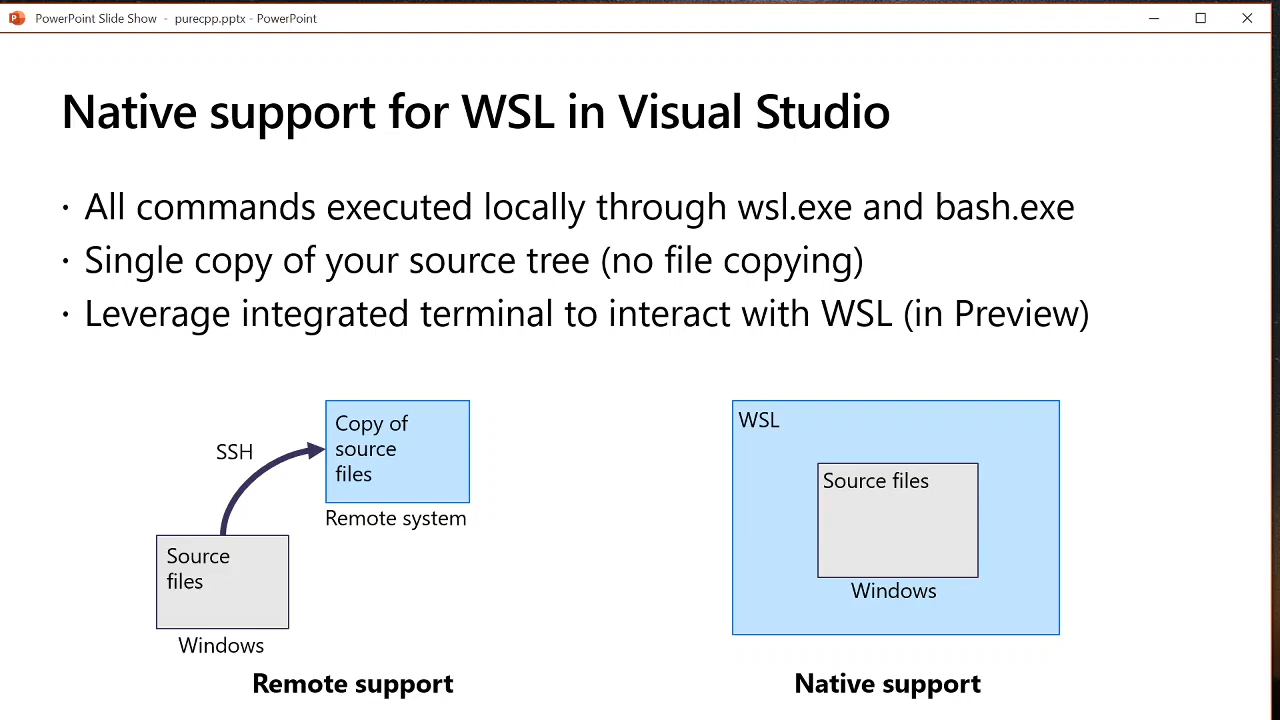 PowerPoint Slide Show - purecpp.pptx - PowerPoint
Native support for WSL in Visual Studio
· All commands executed locally through wsl.exe and bash.exe
· Single copy of your source tree (no file copying)
· Leverage integrated terminal to interact with WSL (in Preview)
SSH
Copy of
source
files
Remote system
Source
files
Windows
Remote support
WSL
Source files
Windows
Native support